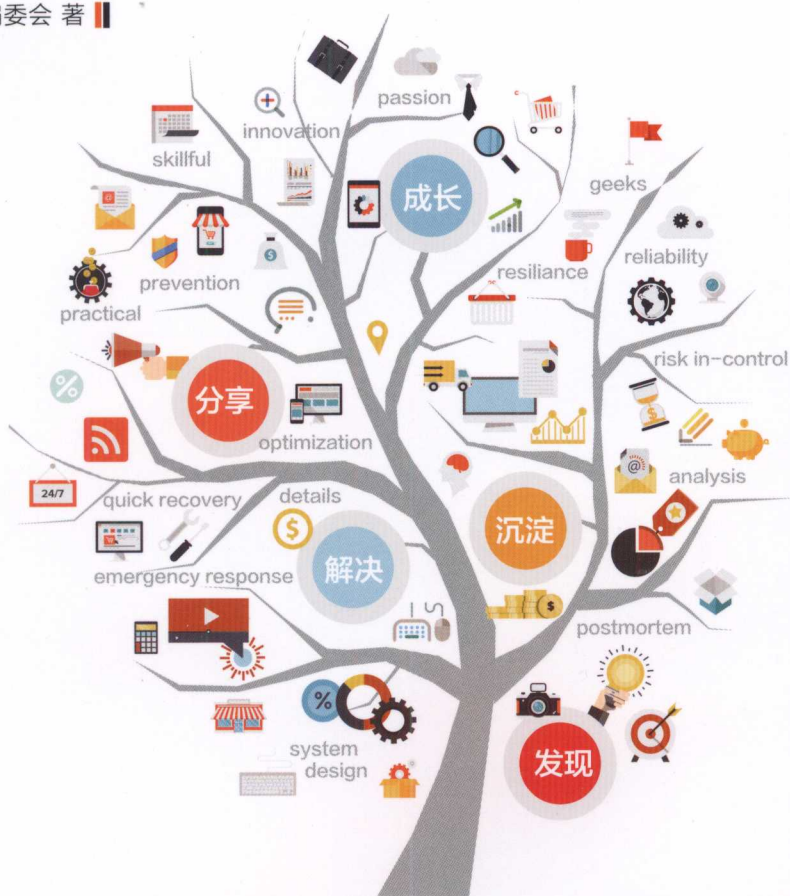 委会 著
passion
innovation
skillful
成长
geeks
reliability
resiliance
prevention
practical
risk in-control
分享
optimization
analysis
24/7
quick recovery
details
沉淀
解决
emergency response
postmortem
%
system
design
发现